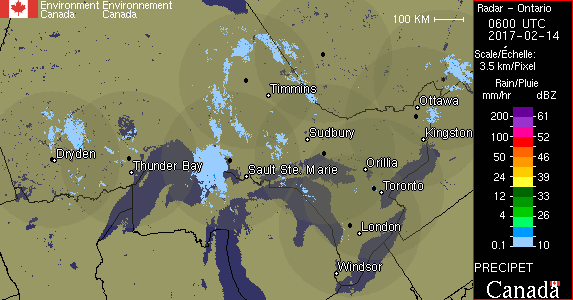 Environment Environnement
Canada Canada
100 KM
Timmins
Ottawa
Sudbury
Kingston
Dryden
Thunder Bay
Sault Ste. Marie
Orillia
Toronto
London
Windsor
Radar - Ontario
0600 UTC
2017-02-14
Scale/Échelle:
3.5 km/Pixel
Rain/Pluie
mm/hr dBZ
200 61
100 52
50 46
24 39
12 33
4 26
0.1 10
PRECIPET
Canada